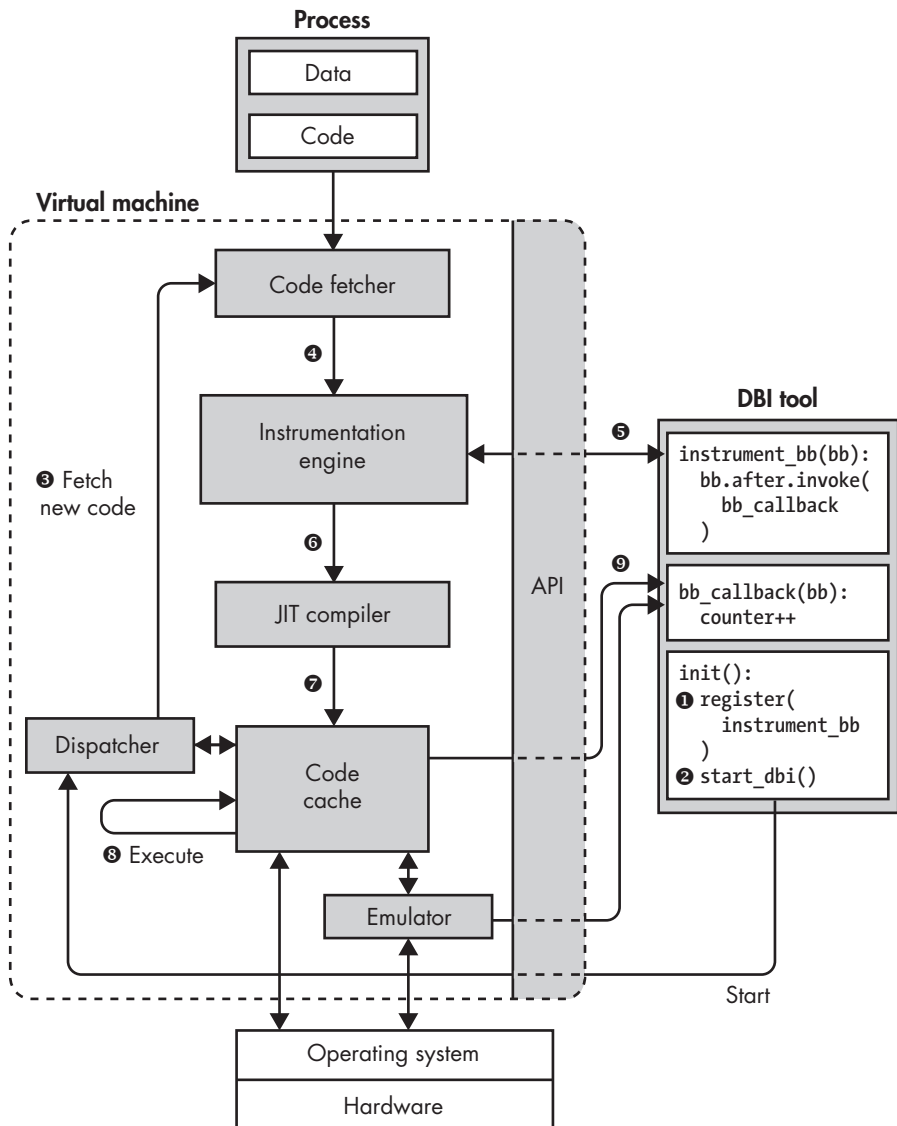 Process
Data
Code
Virtual machine
Code fetcher
❹
Instrumentation
engine
❸ Fetch
new code
❻
JIT compiler
❼
Dispatcher
Code
cache
❽ Execute
Emulator
API
DBI tool
❺
instrument_bb(bb):
bb.after.invoke(
bb_callback
)
❾
bb_callback(bb):
counter++
init():
❶ register(
instrument_bb
)
❷ start_dbi()
Start
Operating system
Hardware